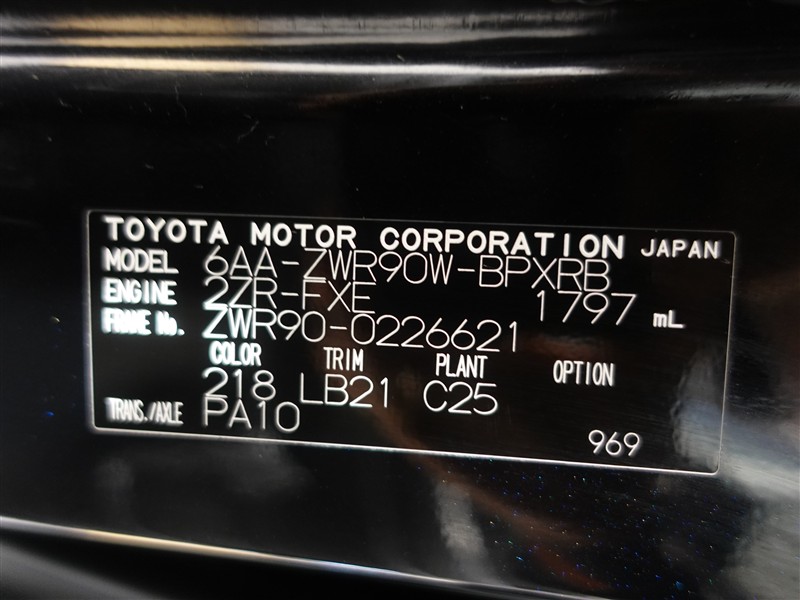 TOYOTA MOTOR CORPORATION JAPAN
MODEL 6AA-ZWR90W-BPXRB
ENGINE 2ZR-FXE 1797 mL
FRAME No. ZWR90-0226621
COLOR TRIM PLANT OPTION
218 LB21 C25
TRANS./AXLE PA10
969